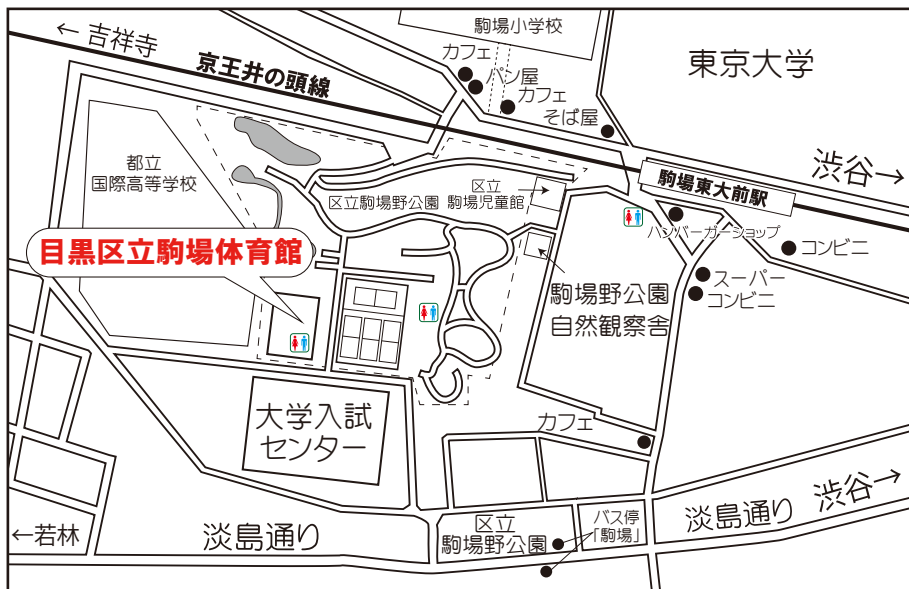 駒場小学校
← 吉祥寺
カフェ
京王井の頭線
パン屋
カフェ
東京大学
そば屋
都立
国際高等学校
渋谷→
区立
区立駒場野公園 駒場児童館
駒場東大前駅
目黒区立駒場体育館
ハンバーガーショップ
コンビニ
スーパー
コンビニ
駒場野公園
自然観察舎
大学入試
センター
カフェ
渋谷→
←若林
淡島通り
区立
駒場野公園
バス停
「駒場」
淡島通り